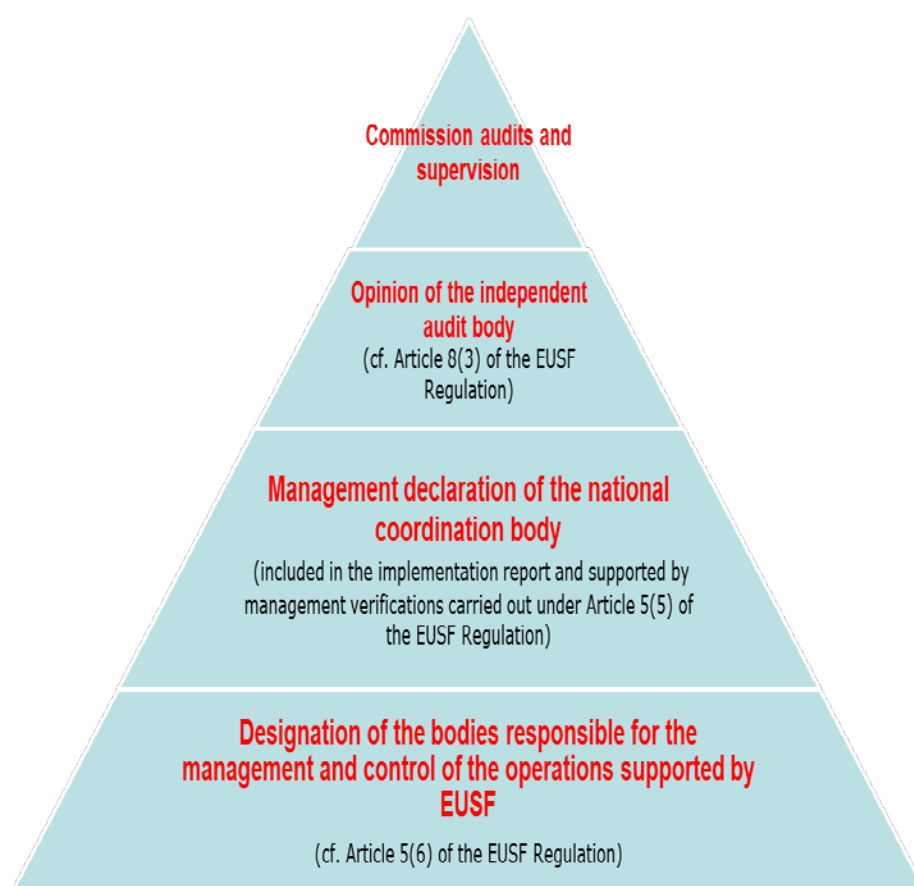 Commission audits and
supervision
Opinion of the independent
audit body
(cf. Article 8(3) of the EUSF
Regulation)
Management declaration of the national
coordination body
(included in the implementation report and supported by
management verifications carried out under Article 5(5) of
the EUSF Regulation)
Designation of the bodies responsible for the
management and control of the operations supported by
EUSF
(cf. Article 5(6) of the EUSF Regulation)